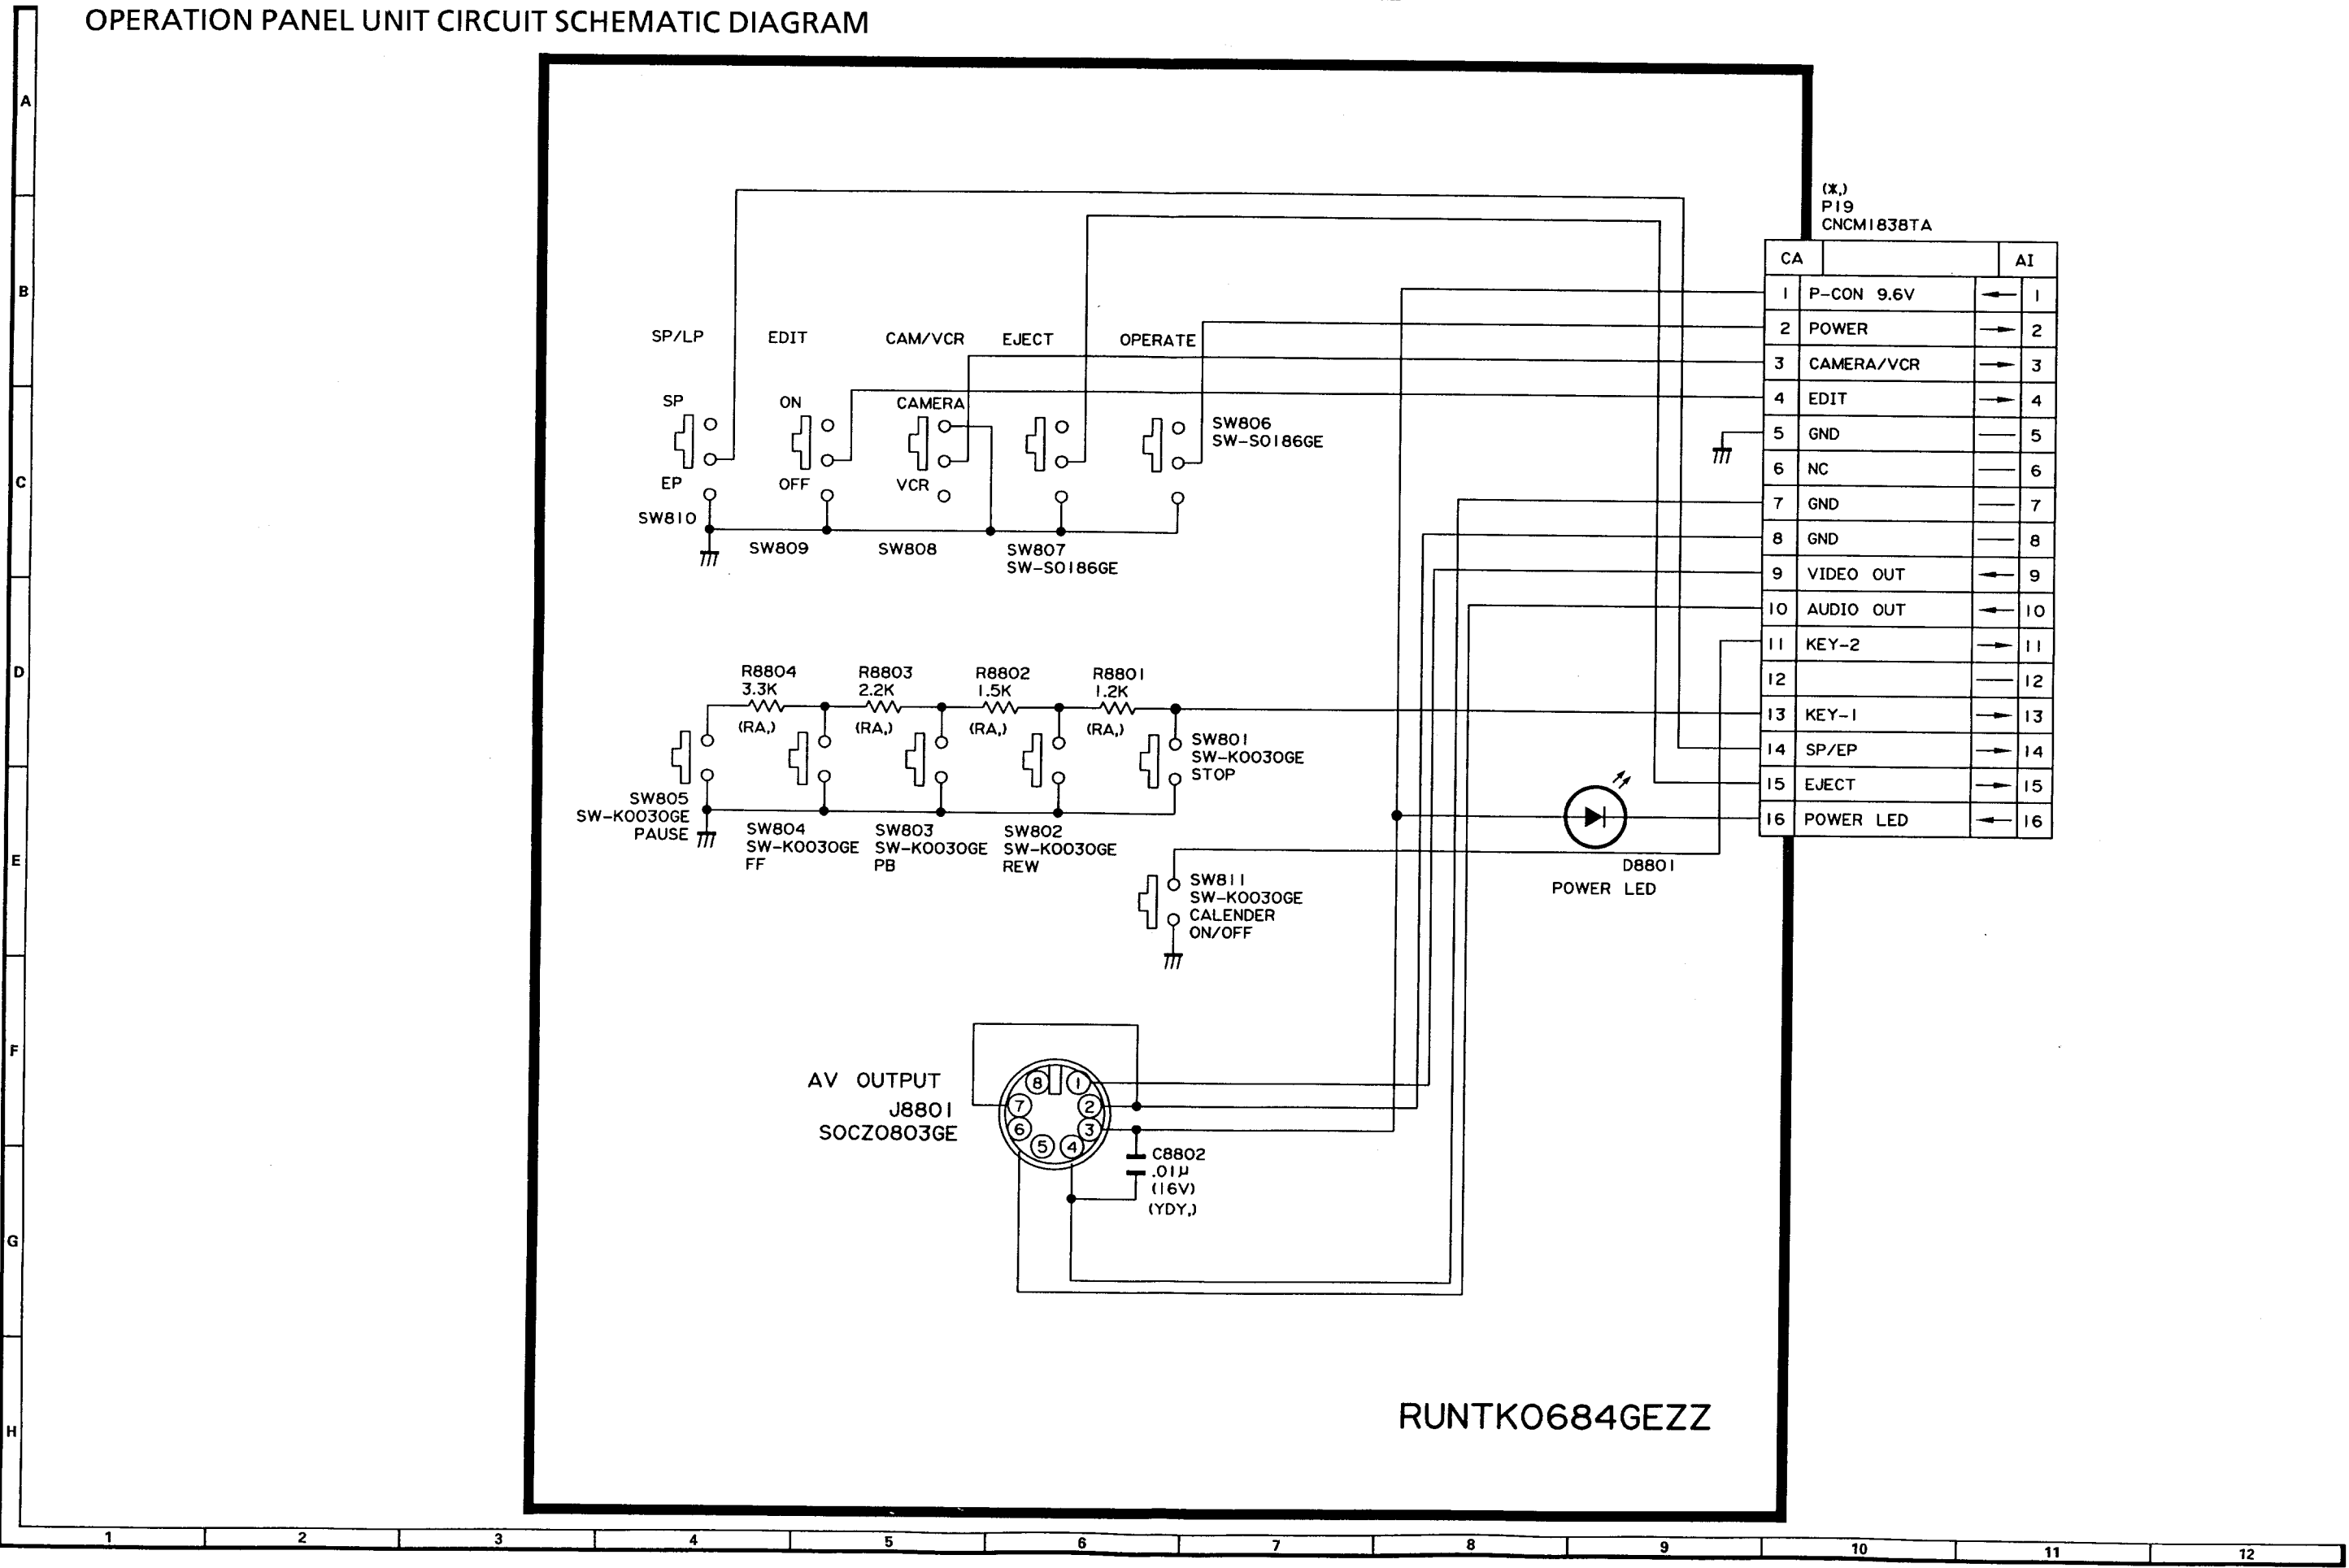 OPERATION PANEL UNIT CIRCUIT SCHEMATIC DIAGRAM
A
B
C
D
E
F
G
H
(*,)
P19
CNCM1838TA
CA AI
1 P-CON 9.6V 1
2 POWER 2
3 CAMERA/VCR 3
4 EDIT 4
5 GND 5
6 NC 6
7 GND 7
8 GND 8
9 VIDEO OUT 9
10 AUDIO OUT 10
11 KEY-2 11
12 12
13 KEY-1 13
14 SP/EP 14
15 EJECT 15
16 POWER LED 16
SP/LP EDIT CAM/VCR EJECT OPERATE
SP ON CAMERA
SW806
SW-S0186GE
EP OFF VCR
SW810
SW809 SW808 SW807
SW-S0186GE
R8804 R8803 R8802 R8801
3.3K 2.2K 1.5K 1.2K
(RA,) (RA,) (RA,) (RA,)
SW801
SW-K0030GE
STOP
SW805
SW-K0030GE
PAUSE
SW804 SW803 SW802
SW-K0030GE SW-K0030GE SW-K0030GE
FF PB REW
D8801
POWER LED
SW811
SW-K0030GE
CALENDER
ON/OFF
AV OUTPUT
J8801
SOCZ0803GE
8 1
7 2
6 3
5 4
C8802
.01µ
(16V)
(YDY,)
RUNTK0684GEZZ
1 2 3 4 5 6 7 8 9 10 11 12